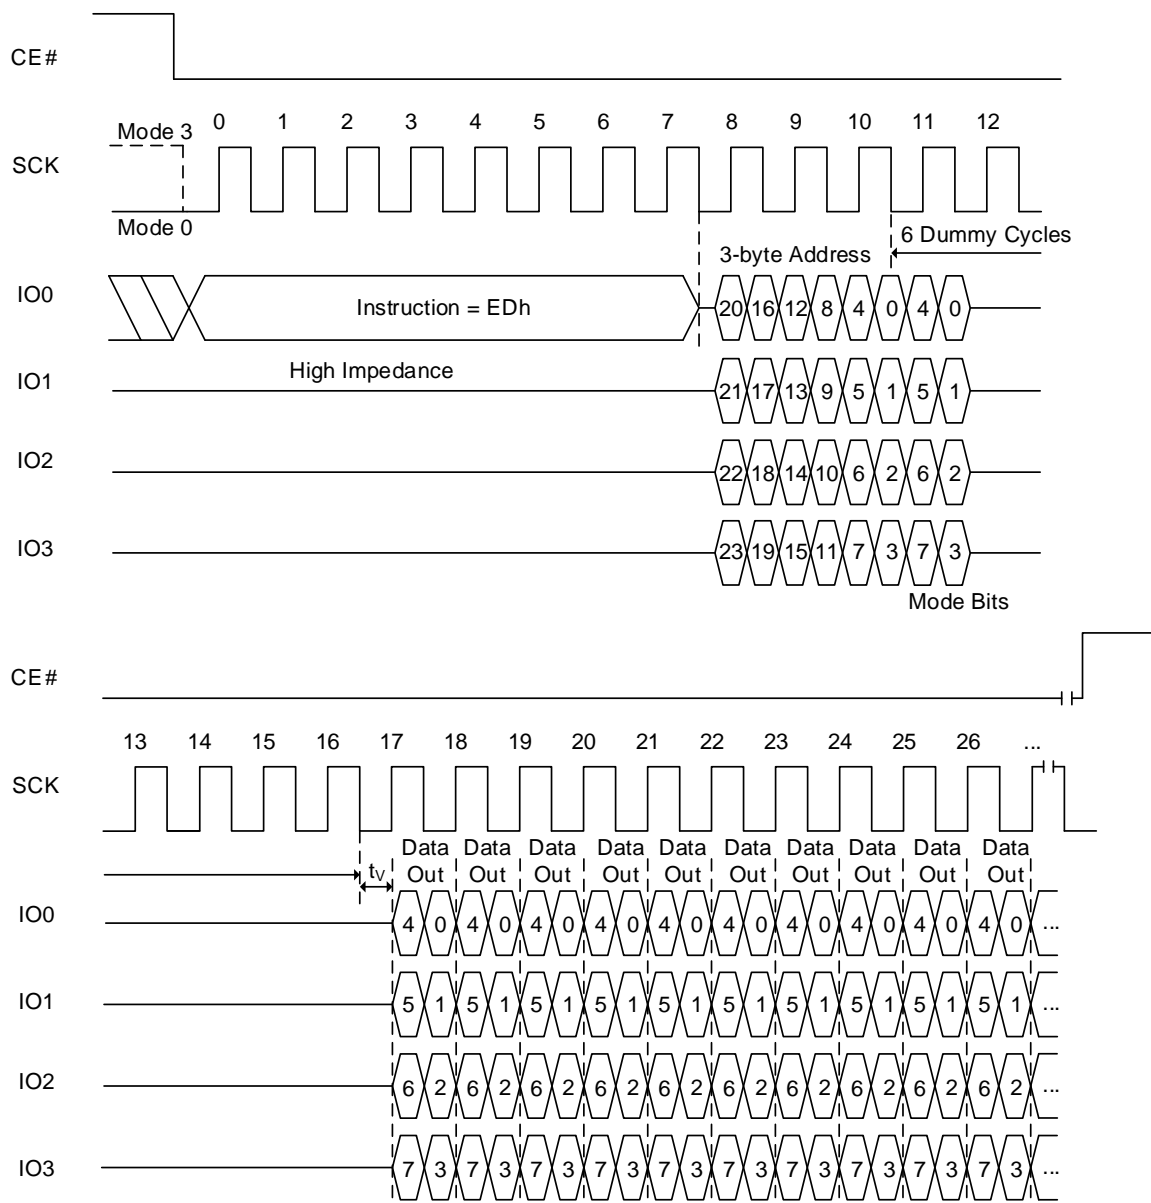 CE#
Mode 3 0 1 2 3 4 5 6 7 8 9 10 11 12
SCK
Mode 0
6 Dummy Cycles
3-byte Address
IO0 Instruction = EDh 20 16 12 8 4 0 4 0
High Impedance
IO1 21 17 13 9 5 1 5 1
IO2 22 18 14 10 6 2 6 2
IO3 23 19 15 11 7 3 7 3
Mode Bits
CE#
13 14 15 16 17 18 19 20 21 22 23 24 25 26 ...
SCK
Data Data Data Data Data Data Data Data Data Data
tV Out Out Out Out Out Out Out Out Out Out
IO0 4 0 4 0 4 0 4 0 4 0 4 0 4 0 4 0 4 0 4 0 ...
IO1 5 1 5 1 5 1 5 1 5 1 5 1 5 1 5 1 5 1 5 1 ...
IO2 6 2 6 2 6 2 6 2 6 2 6 2 6 2 6 2 6 2 6 2 ...
IO3 7 3 7 3 7 3 7 3 7 3 7 3 7 3 7 3 7 3 7 3 ...